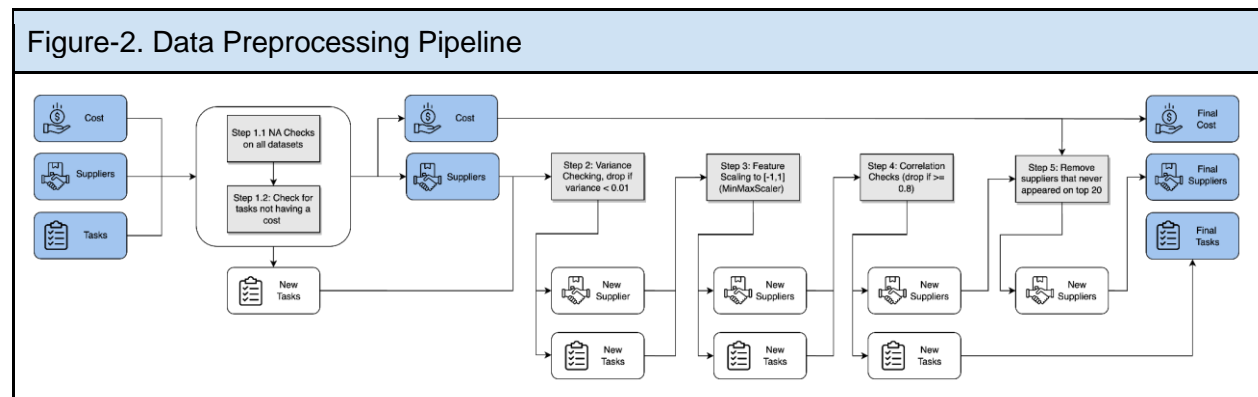 Figure-2. Data Preprocessing Pipeline
Cost
Suppliers
Tasks
Step 1.1 NA Checks
on all datasets
Step 1.2: Check for
tasks not having a
cost
New
Tasks
Cost
Suppliers
Step 2: Variance
Checking, drop if
variance < 0.01
New
Supplier
New
Tasks
Step 3: Feature
Scaling to [-1,1]
(MinMaxScaler)
New
Suppliers
New
Tasks
Step 4: Correlation
Checks (drop if >=
0.8)
New
Suppliers
New
Tasks
Step 5: Remove
suppliers that never
appeared on top 20
New
Suppliers
Final
Cost
Final
Suppliers
Final
Tasks